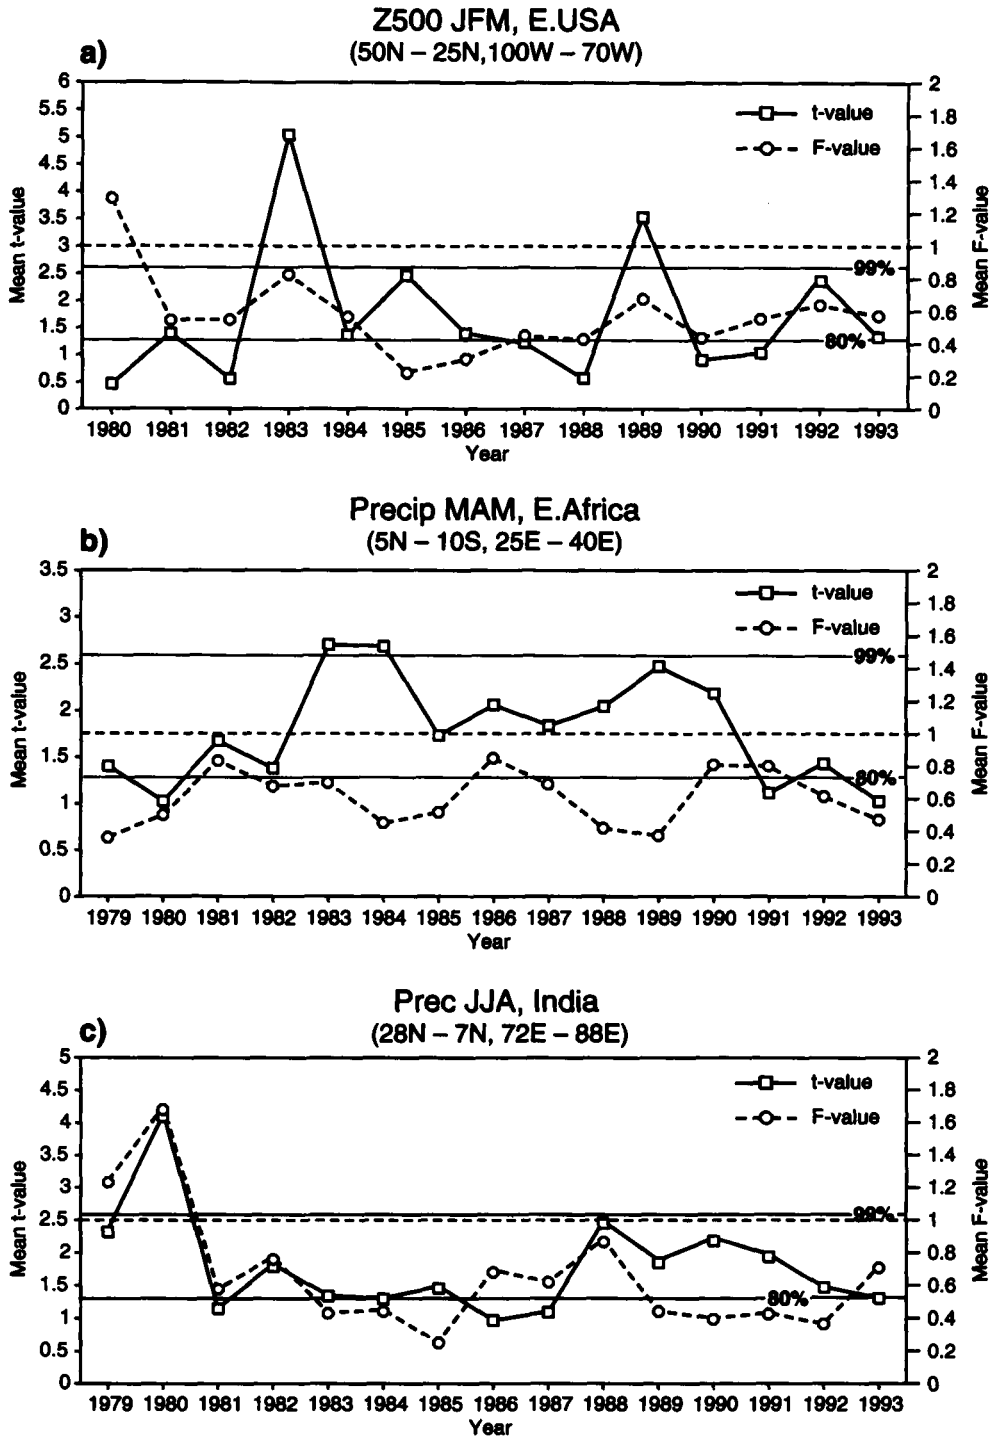 Z500 JFM, E.USA
(50N – 25N,100W – 70W)
a)
6
5.5
5
4.5
4
3.5
3
2.5
2
1.5
1
0.5
0
Mean t-value
2
1.8
1.6
1.4
1.2
1
0.8
0.6
0.4
0.2
0
Mean F-value
t-value
F-value
99%
80%
1980 1981 1982 1983 1984 1985 1986 1987 1988 1989 1990 1991 1992 1993
Year
Precip MAM, E.Africa
(5N – 10S, 25E – 40E)
b)
3.5
3
2.5
2
1.5
1
0.5
0
Mean t-value
2
1.8
1.6
1.4
1.2
1
0.8
0.6
0.4
0.2
0
Mean F-value
t-value
F-value
99%
80%
1979 1980 1981 1982 1983 1984 1985 1986 1987 1988 1989 1990 1991 1992 1993
Year
Prec JJA, India
(28N – 7N, 72E – 88E)
c)
5
4.5
4
3.5
3
2.5
2
1.5
1
0.5
0
Mean t-value
2
1.8
1.6
1.4
1.2
1
0.8
0.6
0.4
0.2
0
Mean F-value
t-value
F-value
99%
80%
1979 1980 1981 1982 1983 1984 1985 1986 1987 1988 1989 1990 1991 1992 1993
Year